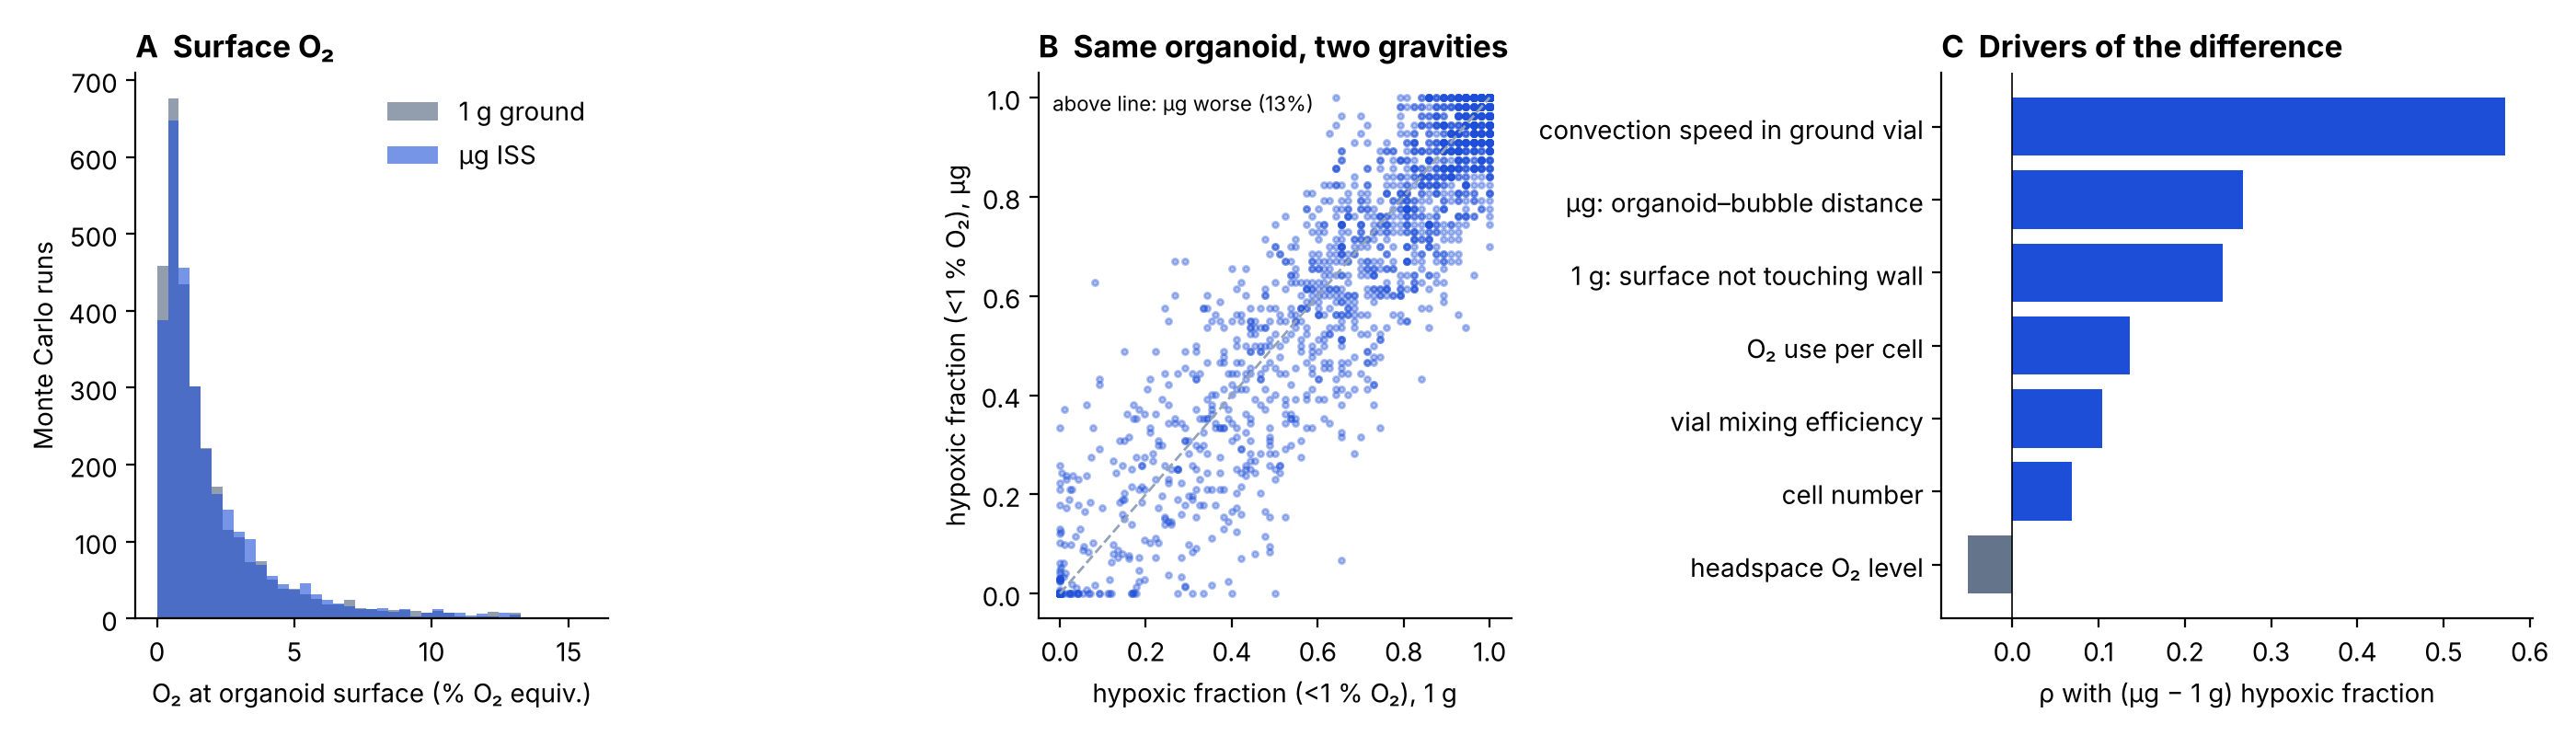 A Surface O₂
700
600
500
400
300
200
100
0
Monte Carlo runs
1 g ground
µg ISS
0
5
10
15
O₂ at organoid surface (% O₂ equiv.)
B Same organoid, two gravities
above line: µg worse (13%)
1.0
0.8
0.6
0.4
0.2
0.0
hypoxic fraction (<1 % O₂), µg
0.0
0.2
0.4
0.6
0.8
1.0
hypoxic fraction (<1 % O₂), 1 g
C Drivers of the difference
convection speed in ground vial
µg: organoid–bubble distance
1 g: surface not touching wall
O₂ use per cell
vial mixing efficiency
cell number
headspace O₂ level
0.0
0.1
0.2
0.3
0.4
0.5
0.6
ρ with (µg − 1 g) hypoxic fraction